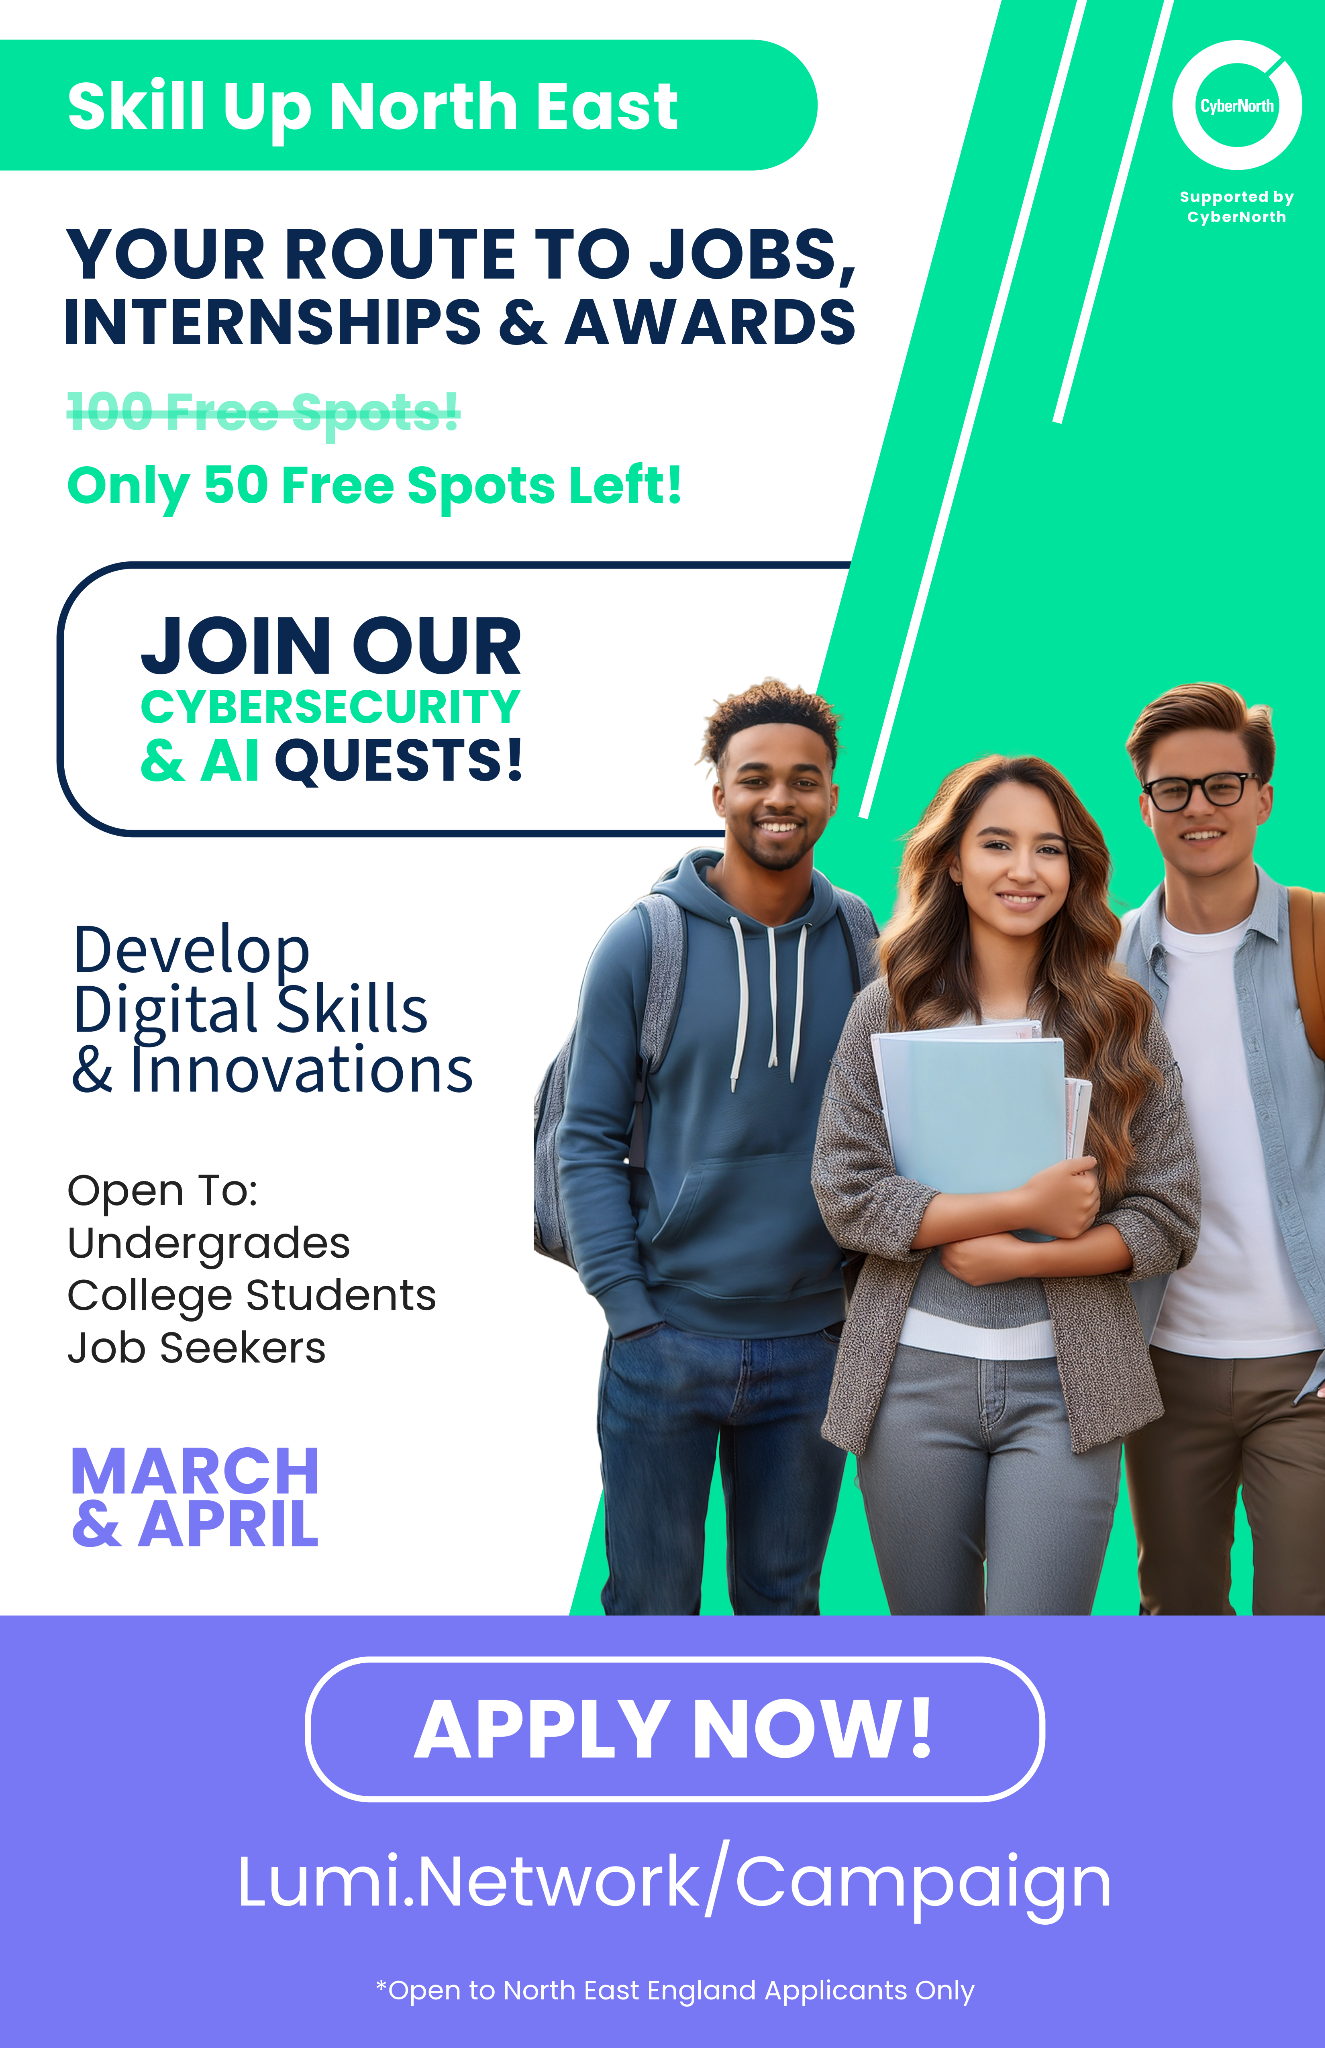 Skill Up North East
CyberNorth
Supported by
CyberNorth
YOUR ROUTE TO JOBS,
INTERNSHIPS & AWARDS
100 Free Spots!
Only 50 Free Spots Left!
JOIN OUR
CYBERSECURITY
& AI QUESTS!
Develop
Digital Skills
& Innovations
Open To:
Undergrades
College Students
Job Seekers
MARCH
& APRIL
APPLY NOW!
Lumi.Network/Campaign
*Open to North East England Applicants Only